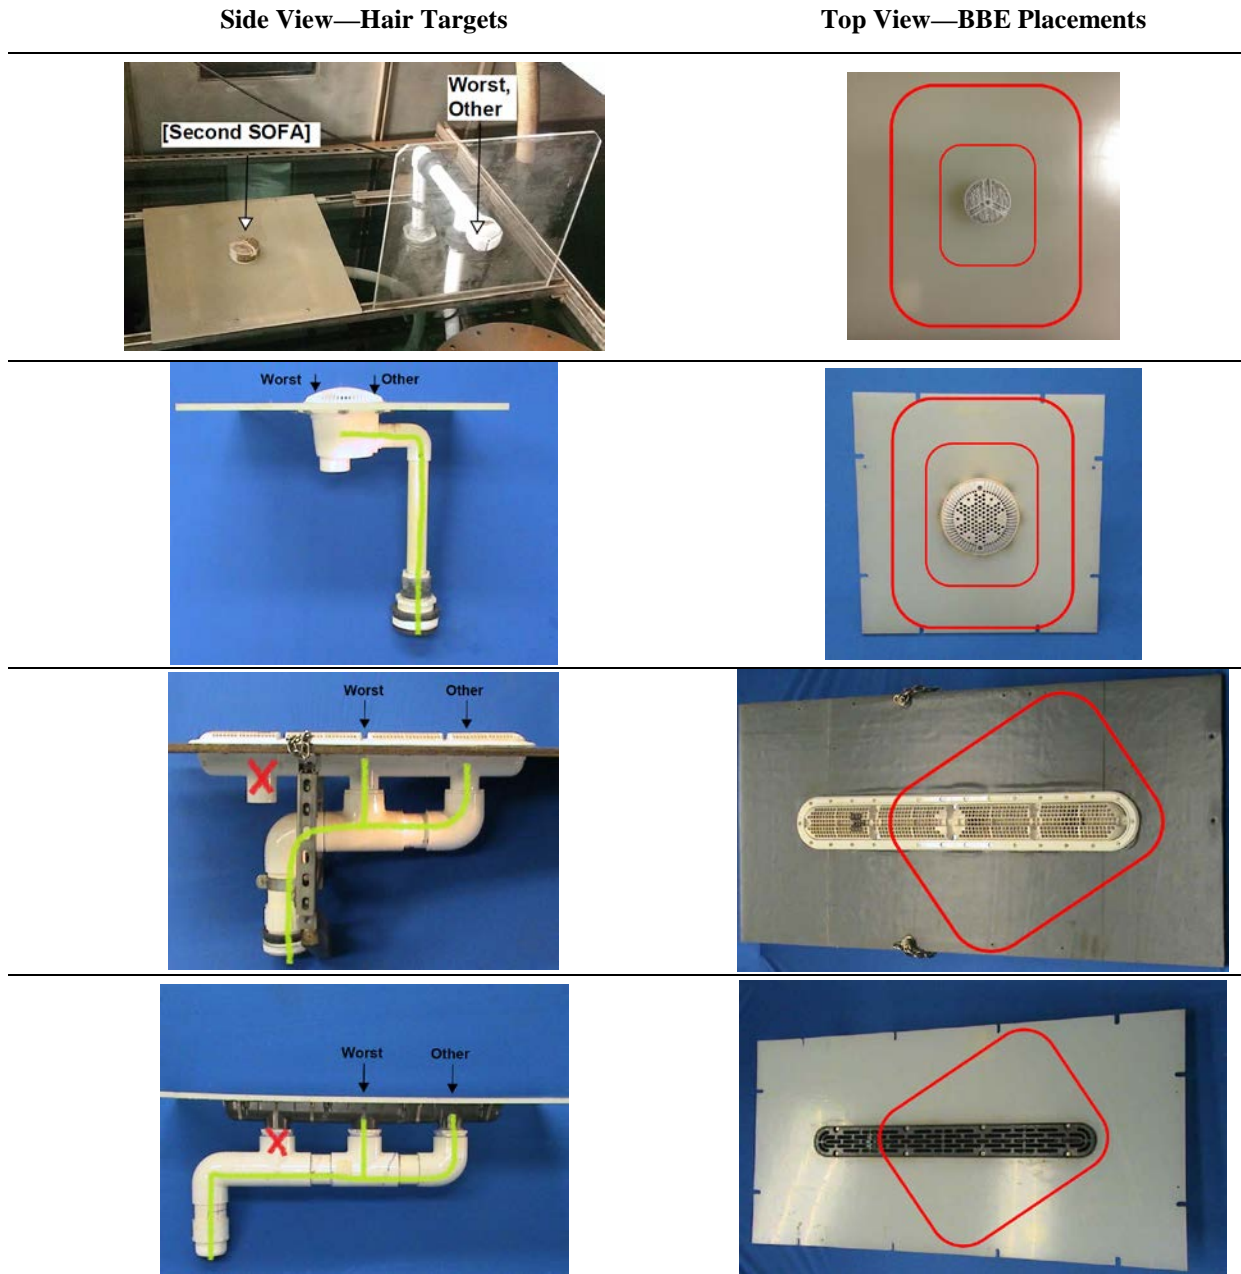 Side View—Hair Targets
Top View—BBE Placements
[Second SOFA]
Worst,
Other
Worst
Other
Worst
Other
Worst
Other